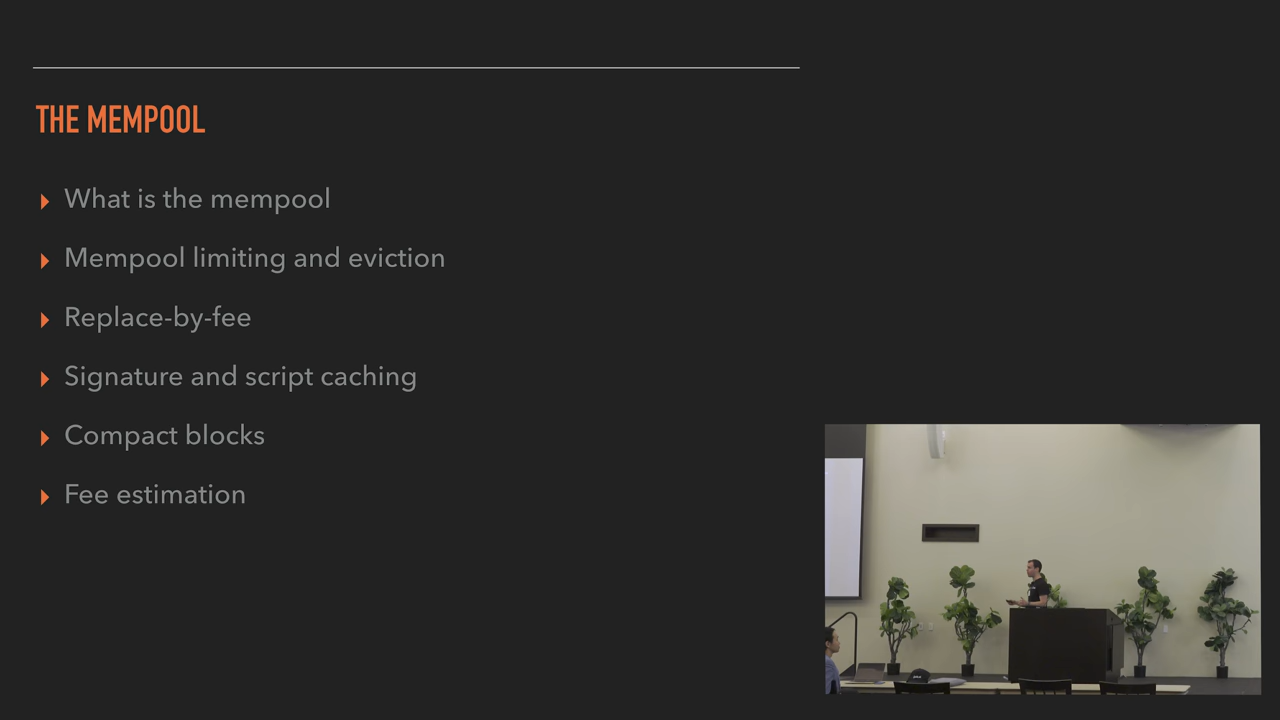 THE MEMPOOL
What is the mempool
Mempool limiting and eviction
Replace-by-fee
Signature and script caching
Compact blocks
Fee estimation